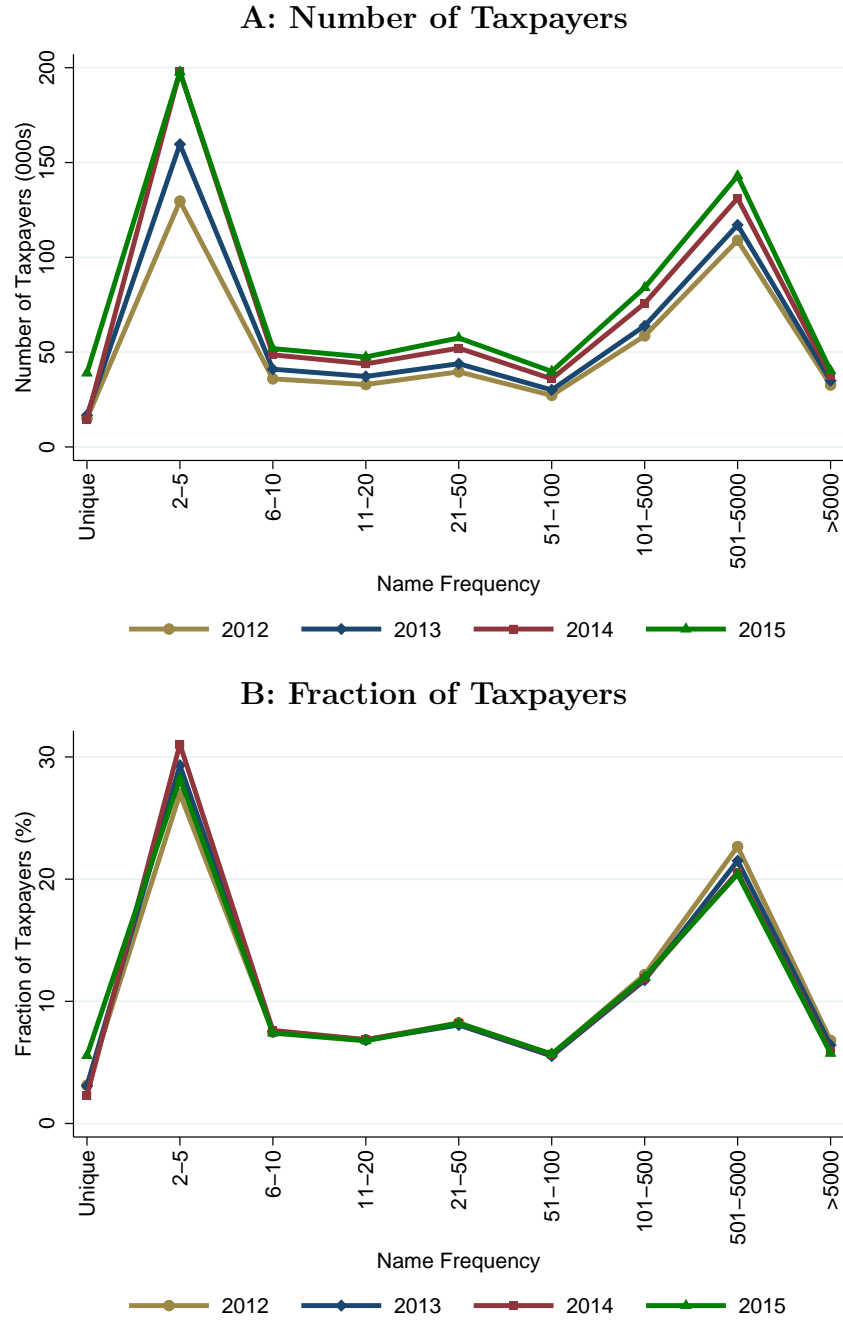 A: Number of Taxpayers
Number of Taxpayers (000s)
200
150
100
50
0
Unique
2−5
6−10
11−20
21−50
51−100
101−500
501−5000
>5000
Name Frequency
2012 2013 2014 2015
B: Fraction of Taxpayers
Fraction of Taxpayers (%)
30
20
10
0
Unique
2−5
6−10
11−20
21−50
51−100
101−500
501−5000
>5000
Name Frequency
2012 2013 2014 2015